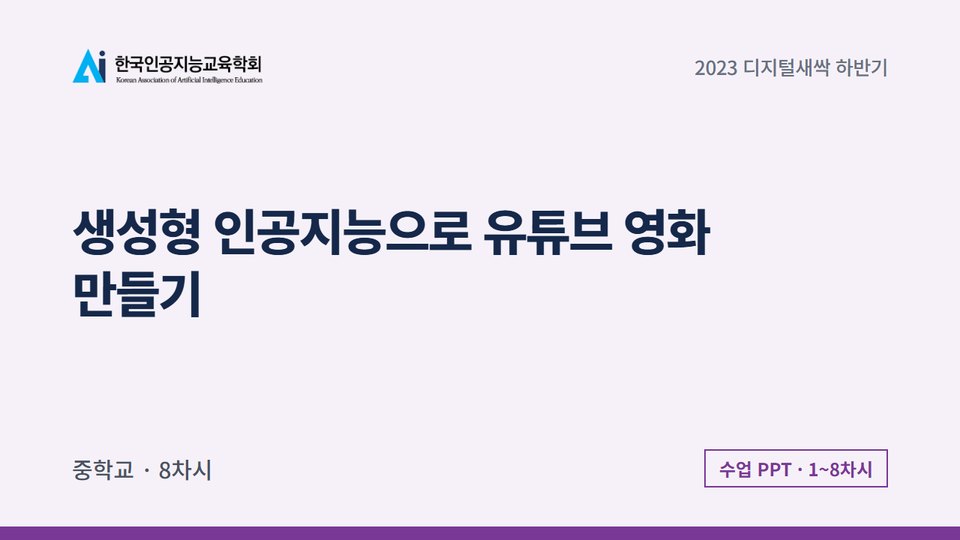 Ai 한국인공지능교육학회
Korean Association of Artificial Intelligence Education
2023 디지털새싹 하반기
생성형 인공지능으로 유튜브 영화
만들기
중학교 · 8차시
수업 PPT · 1~8차시